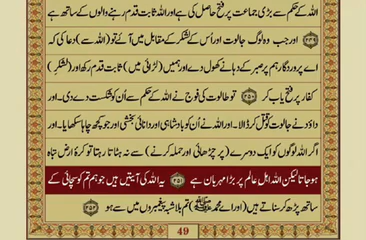 اللہ کے حکم سے بڑی جماعت پر فتح حاصل کی ہے اور اللہ ثابت قدم رہنے والوں کے ساتھ ہے
﴿۲۴۹﴾ اور جب وہ لوگ جالوت اور اُس کے لشکر کے مقابل میں آئے تو (اللہ سے) دعا کی کہ
اے پروردگار ہم پر صبر کے دہانے کھول دے اور ہمیں (لڑائی میں) ثابت قدم رکھ اور (لشکر)
کفار پر فتح یاب کر ﴿۲۵۰﴾ تو طالوت کی فوج نے اللہ کے حکم سے اُن کو شکست دے دی۔ اور
داؤد نے جالوت کو قتل کر ڈالا۔ اور اللہ نے اُن کو بادشاہی اور دانائی بخشی اور جو کچھ چاہا سکھایا۔ اور
اگر اللہ لوگوں کو ایک دوسرے (پر چڑھائی اور حملہ کرنے) سے نہ ہٹاتا رہتا تو کرۂ ارض تباہ
ہو جاتا لیکن اللہ اہل عالم پر بڑا مہربان ہے ﴿۲۵۱﴾ یہ اللہ کی آیتیں ہیں جو ہم تم کو سچائی کے
ساتھ پڑھ کر سناتے ہیں (اور اے محمد ﷺ) تم بلاشبہ پیغمبروں میں سے ہو ﴿۲۵۲﴾
49